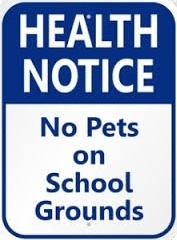 HEALTH
NOTICE
No Pets
on
School
Grounds